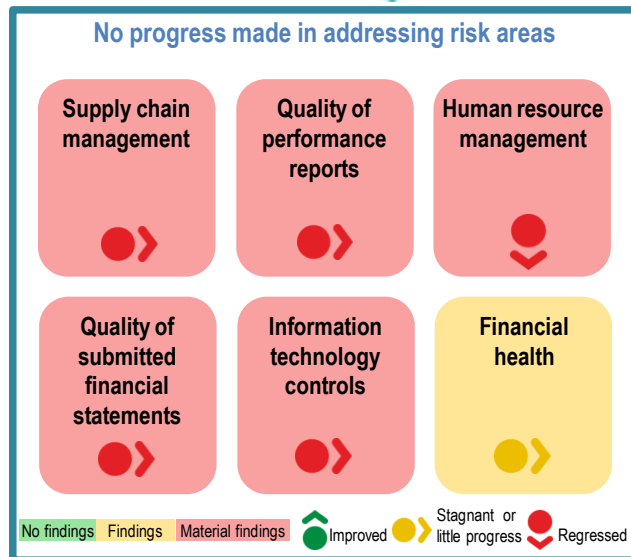 No progress made in addressing risk areas
Supply chain
management
Quality of
performance
reports
Human resource
management
Quality of
submitted
financial
statements
Information
technology
controls
Financial
health
No findings
Findings
Material findings
Improved
Stagnant or
little progress
Regressed